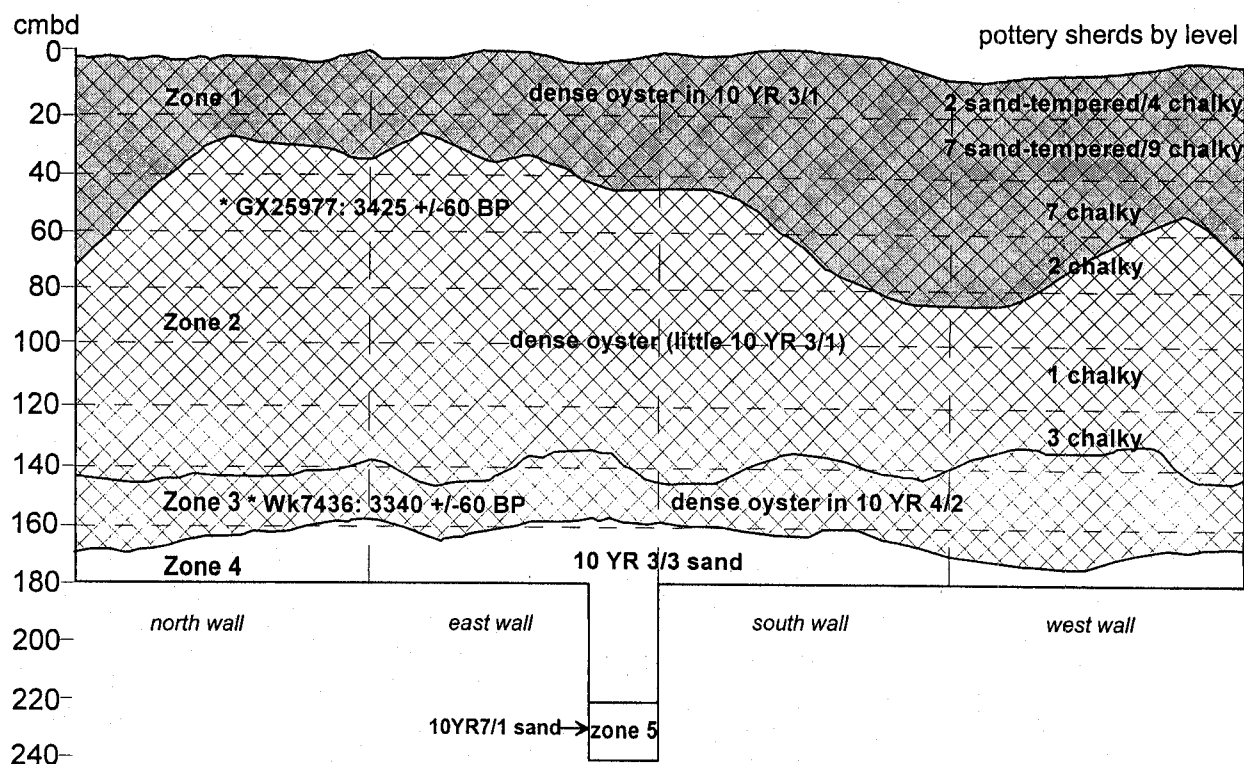 cmbd
pottery sherds by level
0
Zone 1
dense oyster in 10 YR 3/1
2 sand-tempered/4 chalky
20
7 sand-tempered/9 chalky
40
* GX25977: 3425 +/-60 BP
7 chalky
60
2 chalky
80
Zone 2
100
dense oyster (little 10 YR 3/1)
1 chalky
120
3 chalky
140
Zone 3 * Wk7436: 3340 +/-60 BP
dense oyster in 10 YR 4/2
160
Zone 4
10 YR 3/3 sand
180
north wall
east wall
south wall
west wall
200
220
10YR7/1 sand
zone 5
240